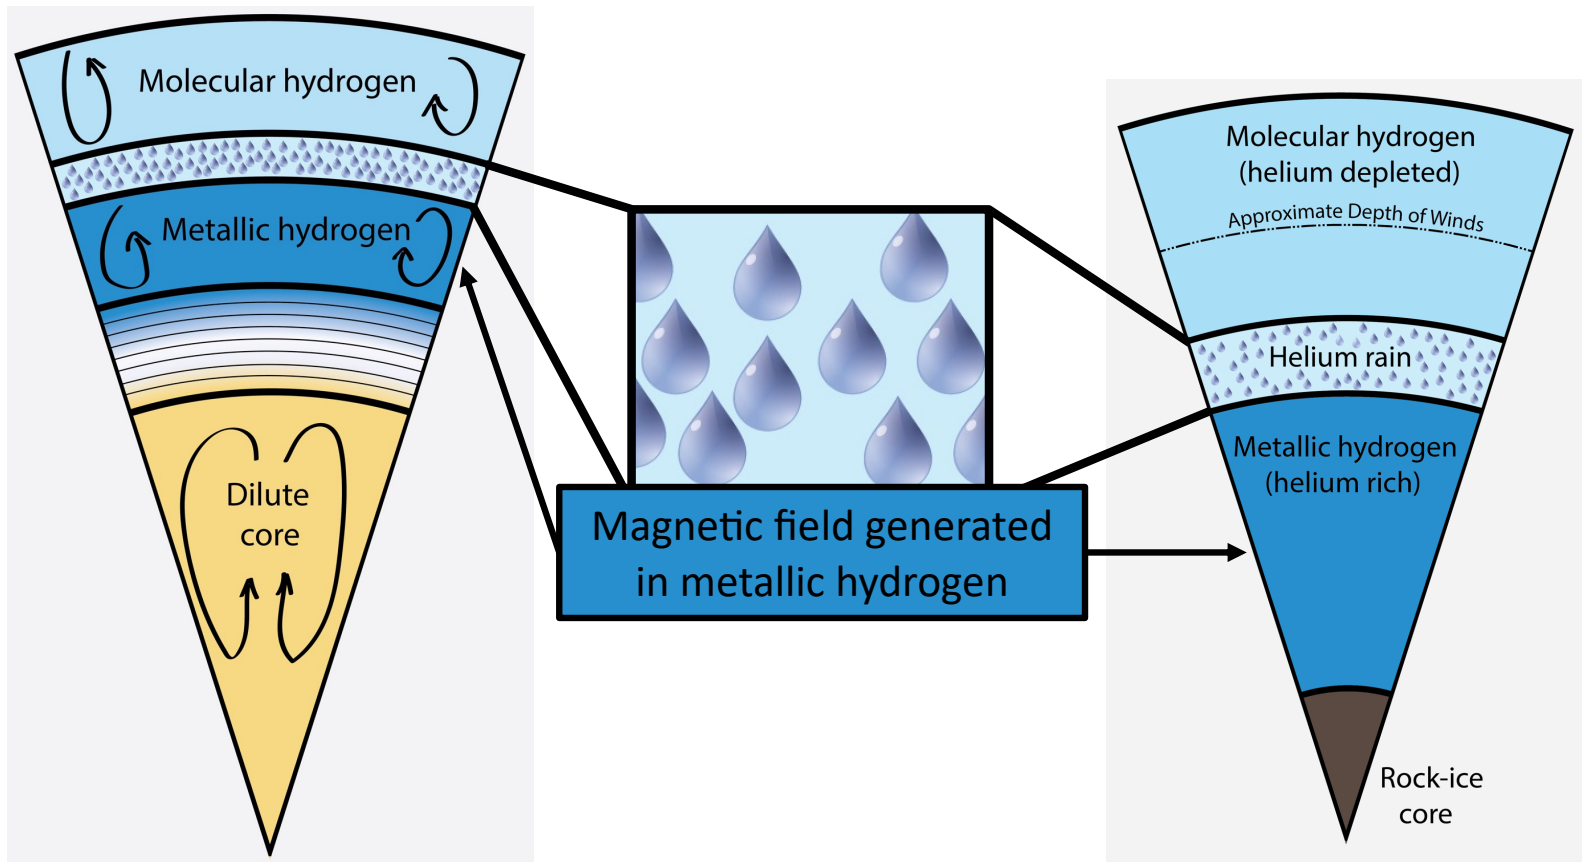 Molecular hydrogen
Metallic hydrogen
Dilute
core
Magnetic field generated
in metallic hydrogen
Molecular hydrogen
(helium depleted)
Approximate Depth of Winds
Helium rain
Metallic hydrogen
(helium rich)
Rock-ice
core